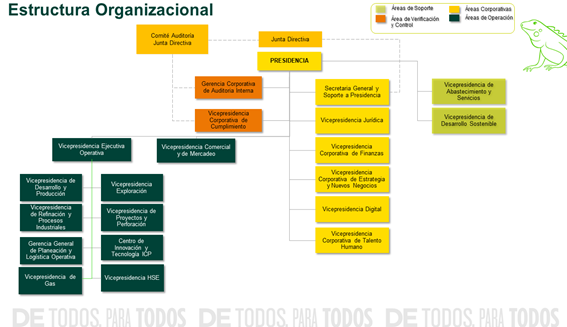 Estructura Organizacional
Áreas de Soporte
Áreas Corporativas
Área de Verificación
y Control.
Áreas de Operación
Comité Auditoría
Junta Directiva
Junta Directiva
PRESIDENCIA
Gerencia Corporativa
de Auditoria Interna
Secretaria General y
Soporte a Presidencia
Vicepresidencia de
Abastecimiento y
Servicios
Vicepresidencia
Corporativa de
Cumplimiento
Vicepresidencia Jurídica
Vicepresidencia de
Desarrollo Sostenible
Vicepresidencia Ejecutiva
Operativa
Vicepresidencia Comercial
y de Mercadeo
Vicepresidencia
Corporativa de Finanzas
Vicepresidencia de
Desarrollo y
Producción
Vicepresidencia
Exploración
Vicepresidencia
Corporativa de Estrategia
y Nuevos Negocios
Vicepresidencia
de Refinación y
Procesos
Industriales
Vicepresidencia de
Proyectos y
Perforación
Vicepresidencia Digital
Gerencia General
de Planeación y
Logística Operativa
Centro de
Innovación y
Tecnología ICP
Vicepresidencia
Corporativa de Talento
Humano
Vicepresidencia de
Gas
Vicepresidencia HSE
DE TODOS, PARA TODOS DE TODOS, PARA TODOS DE TODOS, PARA TODOS